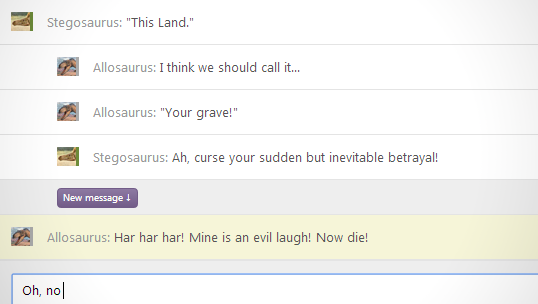 Stegosaurus: "This Land."
Allosaurus: I think we should call it...
Allosaurus: "Your grave!"
Stegosaurus: Ah, curse your sudden but inevitable betrayal!
New message ↓
Allosaurus: Har har har! Mine is an evil laugh! Now die!
Oh, no